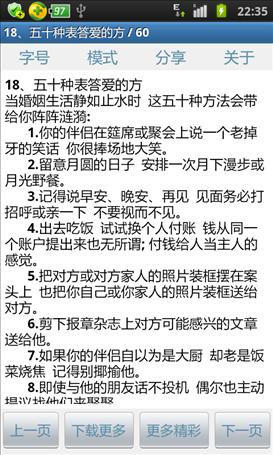 97 E 22:35
18、五十种表答爱的方 / 60
字号 模式 分享 关于
18、五十种表答爱的方
当婚姻生活静如止水时 这五十种方法会带
给你阵阵涟漪:
1.你的伴侣在筵席或聚会上说一个老掉
牙的笑话 你很捧场地大笑。
2.留意月圆的日子 安排一次月下漫步或
月光野餐。
3.记得说早安、晚安、再见 见面务必打
招呼或亲一下 不要视而不见。
4.出去吃饭 试试换个人付账 钱从同一
个账户提出来也无所谓; 付钱给人当主人的
感觉。
5.把对方或对方家人的照片装框摆在案
头上 也把你自己或你家人的照片装框送给
对方。
6.剪下报章杂志上对方可能感兴的文章
送给他。
7.如果你的伴侣自以为是大厨 却老是饭
菜烧焦 记得别揶揄他。
8.即使与他的朋友话不投机 偶尔也主动
提议找他们来聚聚
上一页 下载更多 更多精彩 下一页